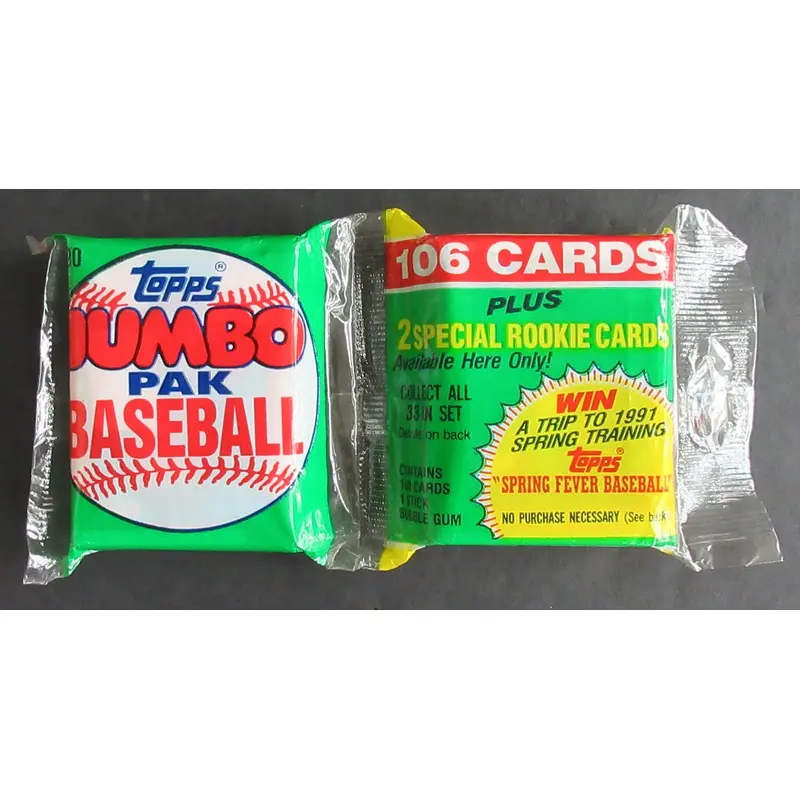 TOPPS®
JUMBO
PAK
BASEBALL
106 CARDS
PLUS
2 SPECIAL ROOKIE CARDS
Available Here Only!
COLLECT ALL
33 IN SET
Details on back
CONTAINS
CARDS
1 STICK
BUBBLE GUM
WIN
A TRIP TO 1991
SPRING TRAINING
TOPPS®
"SPRING FEVER BASEBALL"
NO PURCHASE NECESSARY (See back)